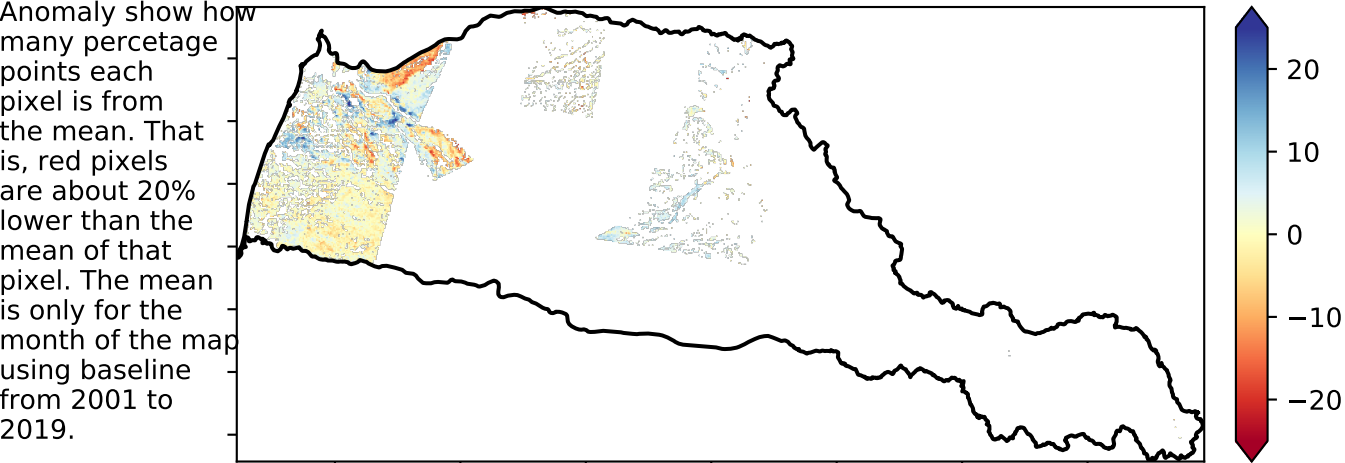 Anomaly show how
many percetage
points each
pixel is from
the mean. That
is, red pixels
are about 20%
lower than the
mean of that
pixel. The mean
is only for the
month of the map
using baseline
from 2001 to
2019.
20
10
0
−10
−20